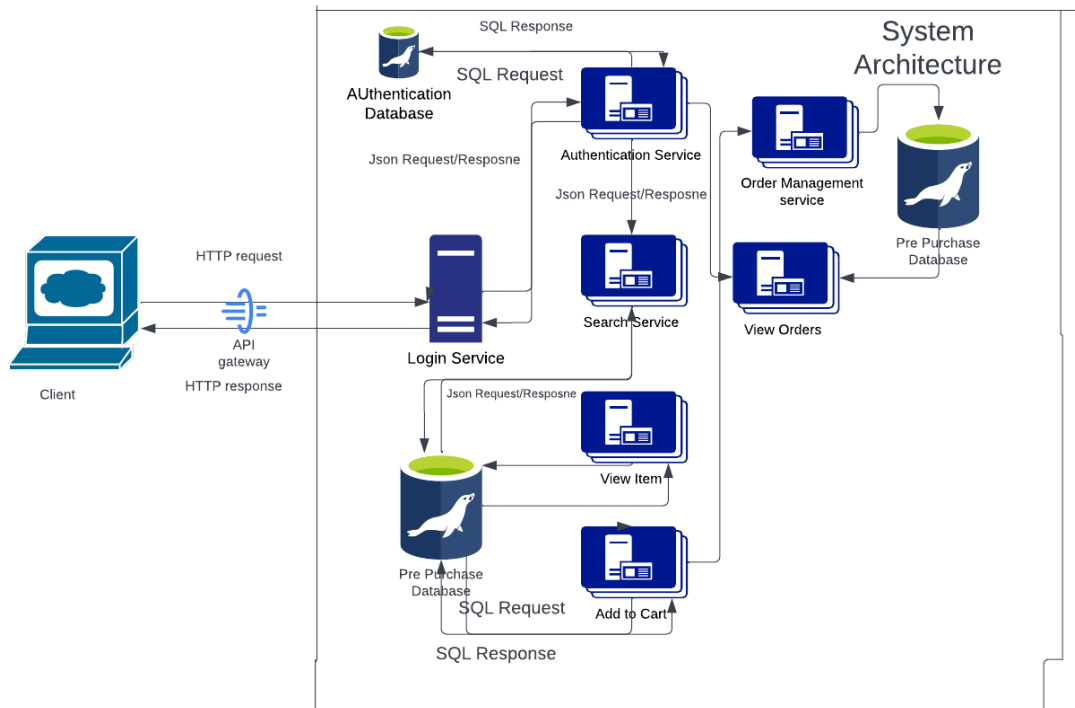 SQL Response
System
Architecture
SQL Request
AUthentication
Database
Json Request/Resposne
Authentication Service
Order Management
service
Json Request/Resposne
Pre Purchase
Database
HTTP request
API
gateway
HTTP response
Client
Login Service
Search Service
View Orders
Json Request/Resposne
View Item
Pre Purchase
Database
SQL Request
Add to Cart
SQL Response